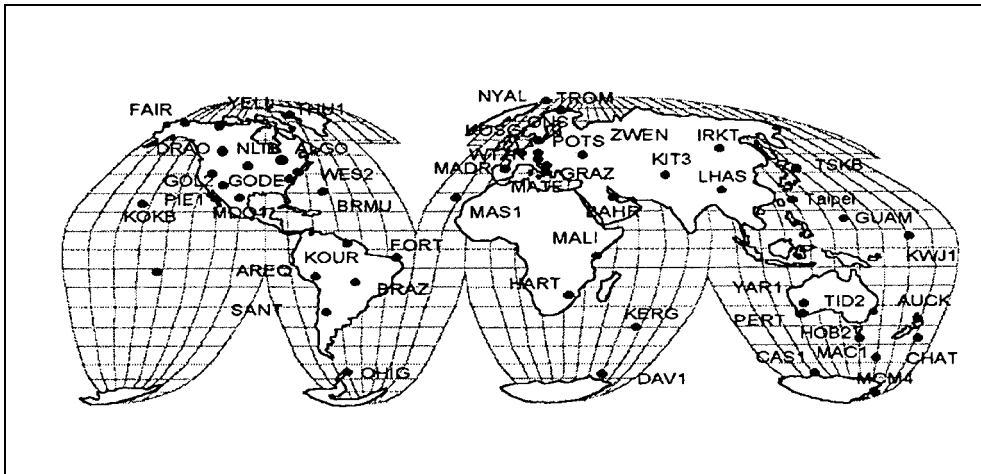 FAIR
YELL
THU1
NYAL
TROM
ONSA
DRAO
NLIB
ALGO
POTS
ZWEN
IRKT
KIT3
TSKB
MADR
GOL2
GODE
WES2
MATE
GRAZ
LHAS
PIE1
MDO1
BRMU
KOKB
MAS1
BAHR
Taipei
GUAM
FORT
MALI
KWJ1
KOUR
AREQ
BRAZ
HART
YAR1
TID2
AUCK
SANT
KERG
PERT
HOB2
CAS1
MAC1
CHAT
OHIG
DAV1
MCM4